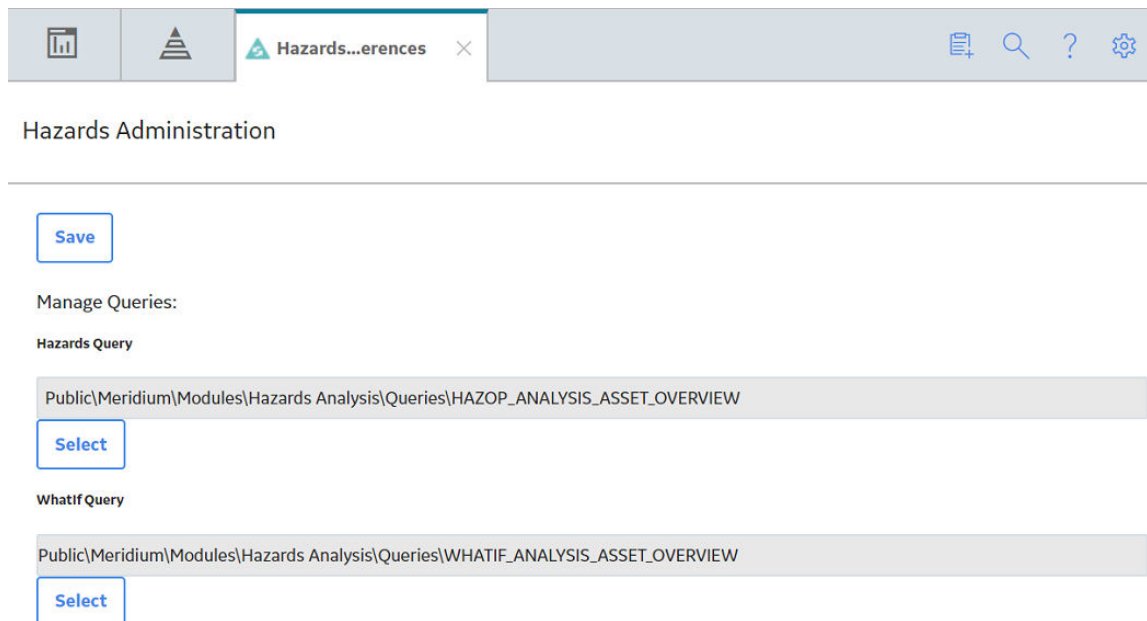 Hazards...erences
Hazards Administration
Save
Manage Queries:
Hazards Query
Public\Meridium\Modules\Hazards Analysis\Queries\HAZOP_ANALYSIS_ASSET_OVERVIEW
Select
WhatIf Query
Public\Meridium\Modules\Hazards Analysis\Queries\WHATIF_ANALYSIS_ASSET_OVERVIEW
Select